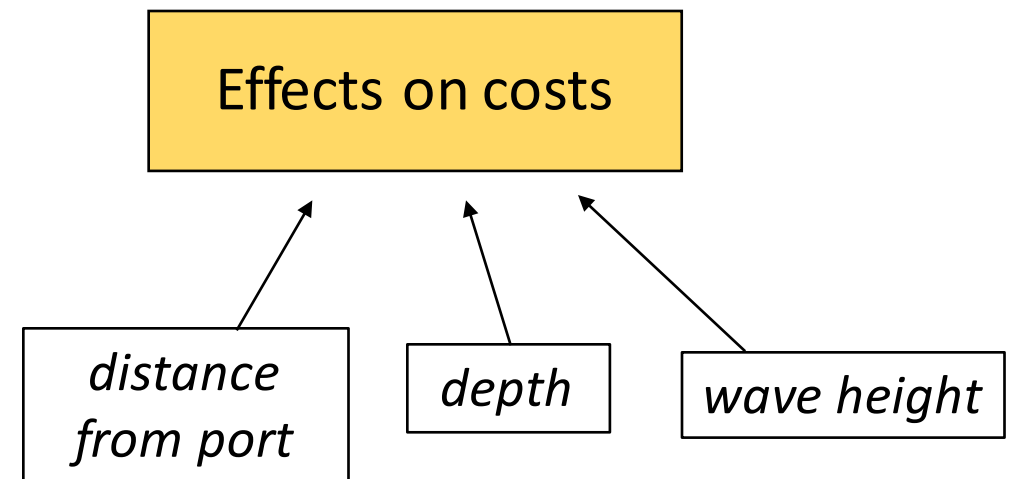 Effects on costs
distance
from port
depth
wave height